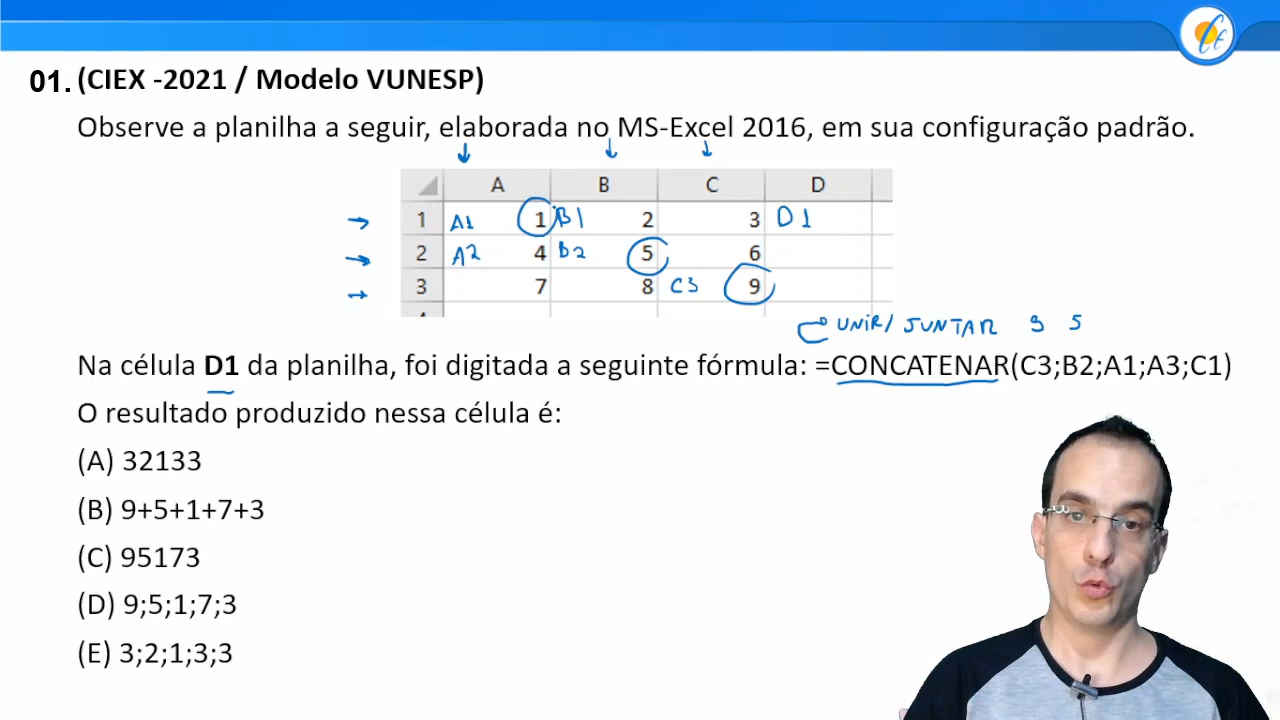 01. (CIEX -2021 / Modelo VUNESP)
Observe a planilha a seguir, elaborada no MS-Excel 2016, em sua configuração padrão.
A B C D
1 A1 1 B1 2 3 D1
2 A2 4 B2 5 6
3 7 8 C3 9
UNIR/ JUNTAR 9 5
Na célula D1 da planilha, foi digitada a seguinte fórmula: =CONCATENAR(C3;B2;A1;A3;C1)
O resultado produzido nessa célula é:
(A) 32133
(B) 9+5+1+7+3
(C) 95173
(D) 9;5;1;7;3
(E) 3;2;1;3;3